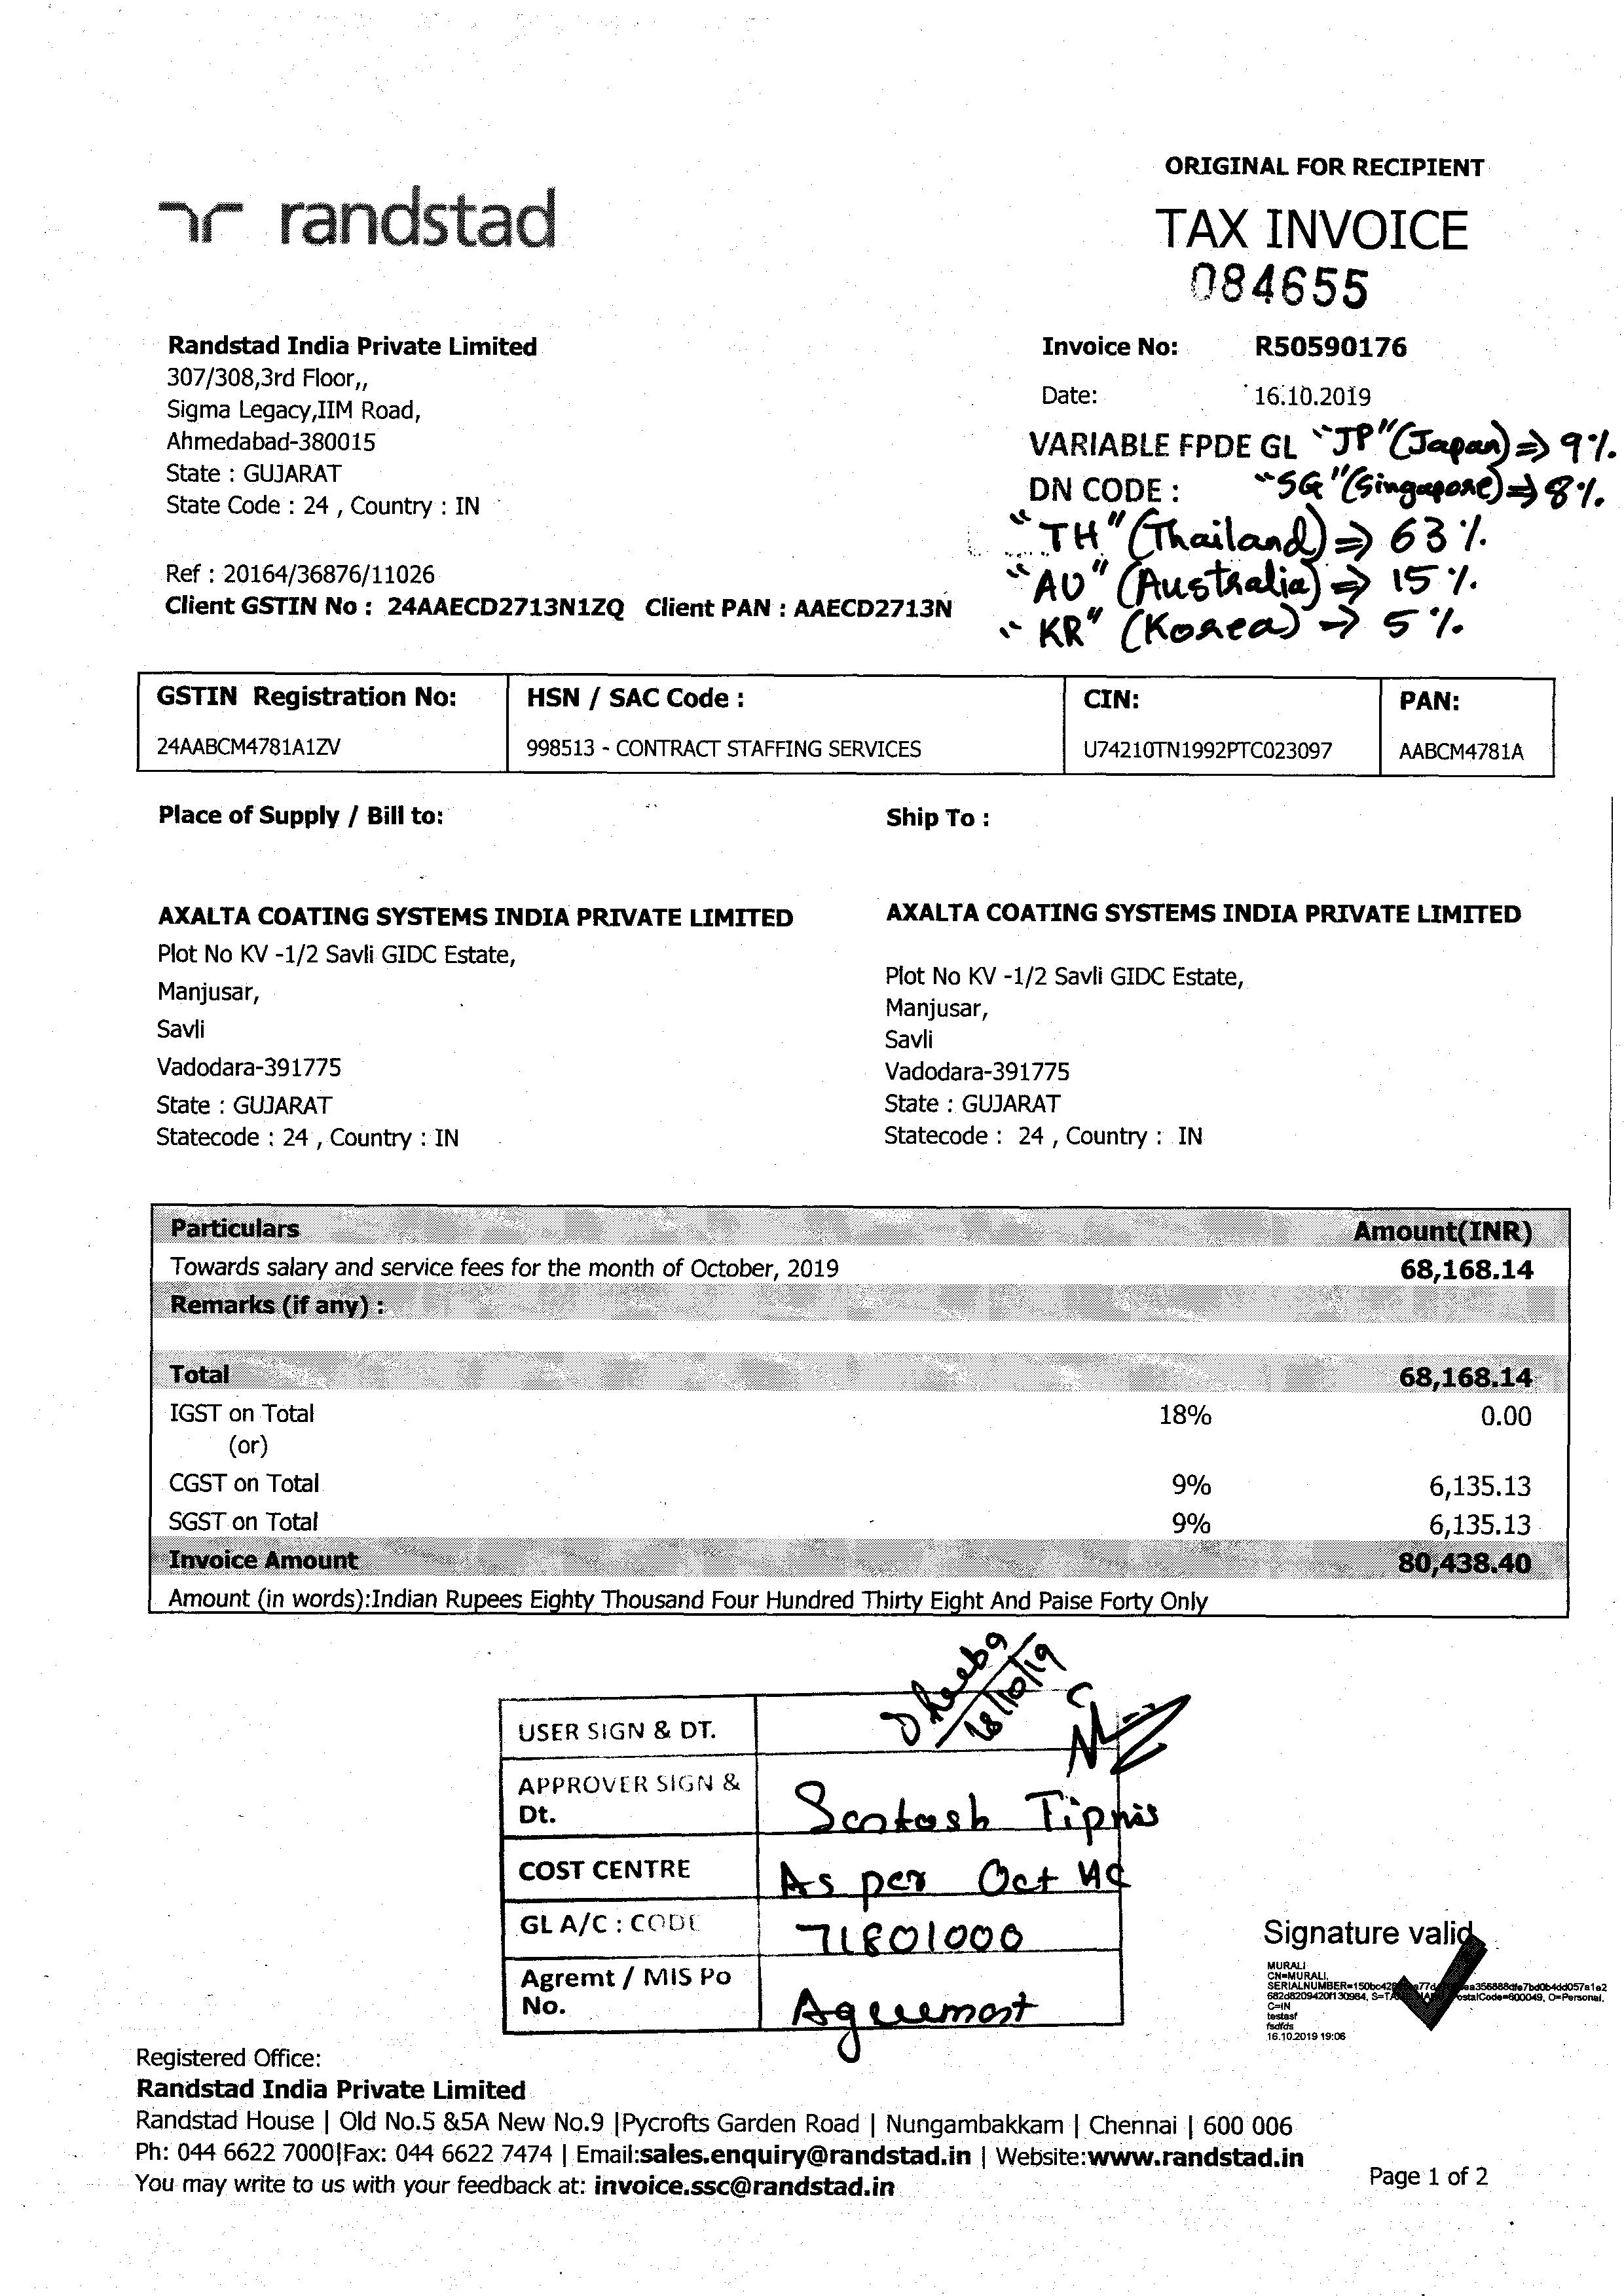 ORIGINAL FOR RECIPIENT
randstad
TAX INVOICE
084655
Randstad India Private Limited
307/308,3rd Floor,,
Sigma Legacy,IIM Road,
Ahmedabad-380015
State : GUJARAT
State Code : 24 , Country : IN
Invoice No: R50590176
Date: 16.10.2019
VARIABLE FPDE GL "JP" (Japan) => 9%.
DN CODE : "SG" (Singapore) => 8%.
"TH" (Thailand) => 63%.
"AU" (Australia) => 15%.
"KR" (Korea) -> 5%.
Ref : 20164/36876/11026
Client GSTIN No : 24AAECD2713N1ZQ Client PAN : AAECD2713N
GSTIN Registration No: HSN / SAC Code : CIN: PAN:
24AABCM4781A1ZV 998513 - CONTRACT STAFFING SERVICES U74210TN1992PTC023097 AABCM4781A
Place of Supply / Bill to:
AXALTA COATING SYSTEMS INDIA PRIVATE LIMITED
Plot No KV -1/2 Savli GIDC Estate,
Manjusar,
Savli
Vadodara-391775
State : GUJARAT
Statecode : 24 , Country : IN
Ship To :
AXALTA COATING SYSTEMS INDIA PRIVATE LIMITED
Plot No KV -1/2 Savli GIDC Estate,
Manjusar,
Savli
Vadodara-391775
State : GUJARAT
Statecode : 24 , Country : IN
Particulars Amount(INR)
Towards salary and service fees for the month of October, 2019 68,168.14
Remarks (if any) :
Total 68,168.14
IGST on Total 18% 0.00
(or)
CGST on Total 9% 6,135.13
SGST on Total 9% 6,135.13
Invoice Amount 80,438.40
Amount (in words):Indian Rupees Eighty Thousand Four Hundred Thirty Eight And Paise Forty Only
USER SIGN & DT. 18/10/19
APPROVER SIGN &
Dt. Santosh Tipnis
COST CENTRE As per Oct HC
GL A/C : CODE 71801000
Agremt / MIS Po
No. Agreement
Signature valid
MURALI
CN=MURALI,
C=IN
testasf
fsdfds
16.10.2019 19:06
Registered Office:
Randstad India Private Limited
Randstad House | Old No.5 &5A New No.9 |Pycrofts Garden Road | Nungambakkam | Chennai | 600 006
Ph: 044 6622 7000|Fax: 044 6622 7474 | Email:sales.enquiry@randstad.in | Website:www.randstad.in
You may write to us with your feedback at: invoice.ssc@randstad.in
Page 1 of 2